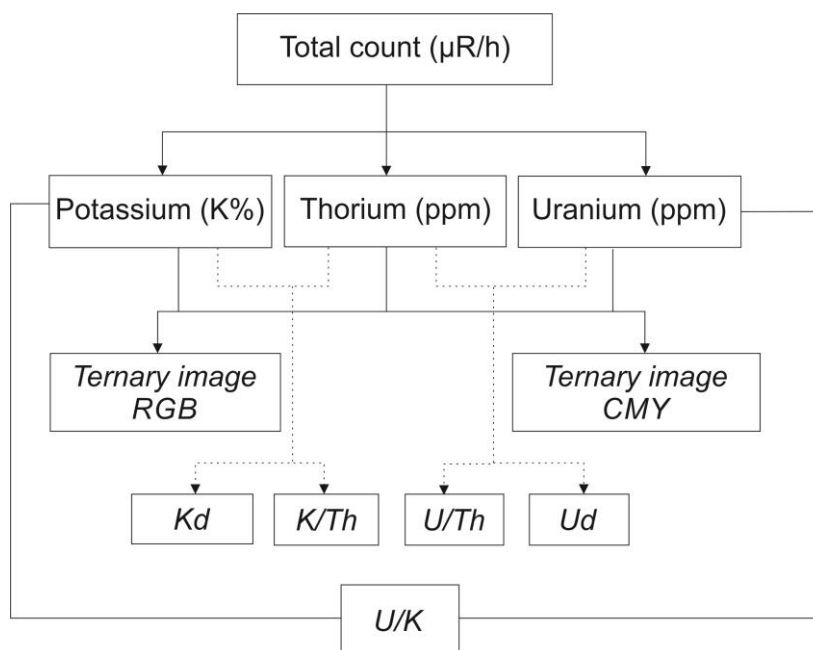 Total count (µR/h)
Potassium (K%)
Thorium (ppm)
Uranium (ppm)
Ternary image
RGB
Ternary image
CMY
Kd
K/Th
U/Th
Ud
U/K